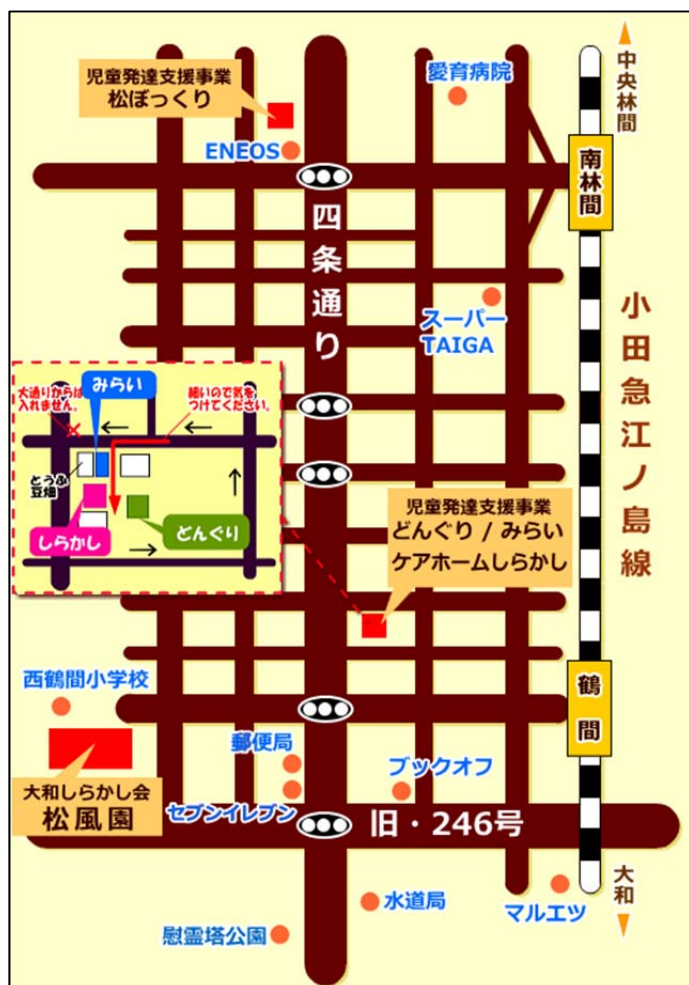 児童発達支援事業
松ぼっくり
愛育病院
中央林間
ENEOS
南林間
四条通り
小田急江ノ島線
スーパー
TAIGA
みらい
大通りからは
入れません。
細いので気を
つけてください。
とうふ
豆畑
しらかし
どんぐり
児童発達支援事業
どんぐり / みらい
ケアホームしらかし
西鶴間小学校
鶴間
郵便局
ブックオフ
大和しらかし会
松風園
セブンイレブン
旧・246号
大和
水道局
マルエツ
慰霊塔公園